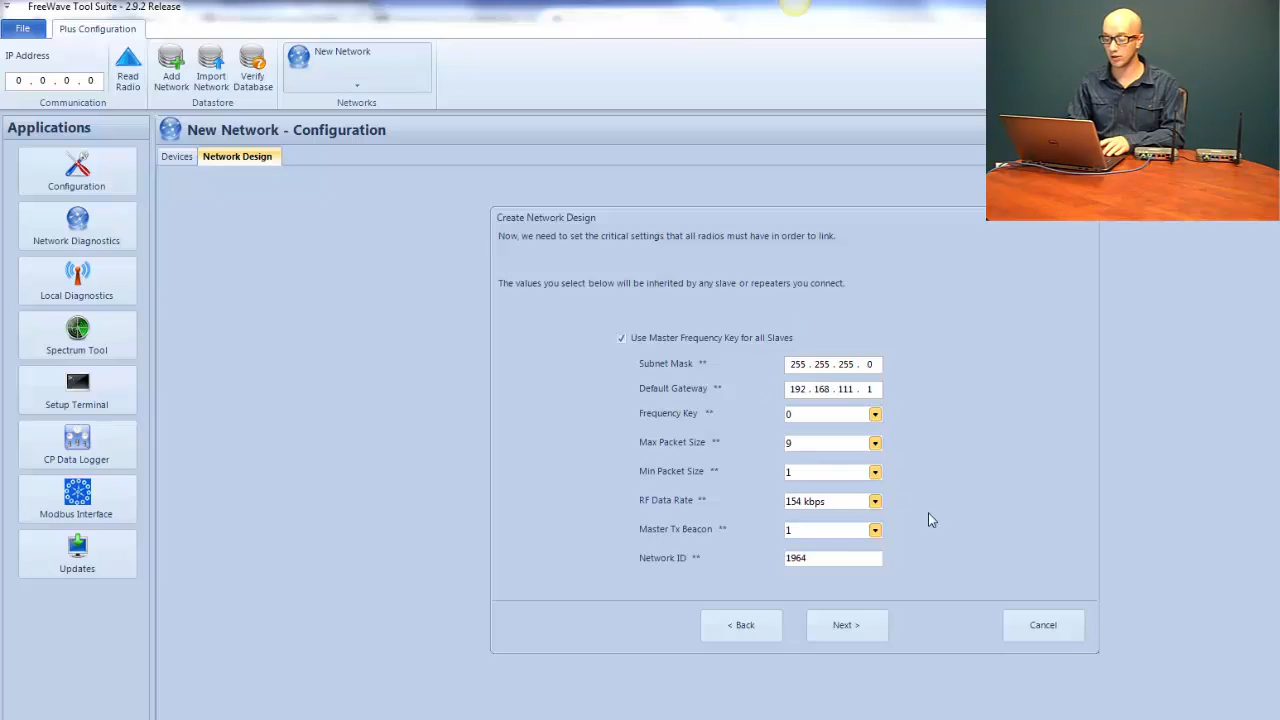 FreeWave Tool Suite - 2.9.2 Release
File
Plus Configuration
IP Address
0 . 0 . 0 . 0
Read Radio
Communication
Add Network
Import Network
Verify Database
Datastore
New Network
Networks
Applications
Configuration
Network Diagnostics
Local Diagnostics
Spectrum Tool
Setup Terminal
CP Data Logger
Modbus Interface
Updates
New Network - Configuration
Devices
Network Design
Create Network Design
Now, we need to set the critical settings that all radios must have in order to link.
The values you select below will be inherited by any slave or repeaters you connect.
Use Master Frequency Key for all Slaves
Subnet Mask ** 255 . 255 . 255 . 0
Default Gateway ** 192 . 168 . 111 . 1
Frequency Key ** 0
Max Packet Size ** 9
Min Packet Size ** 1
RF Data Rate ** 154 kbps
Master Tx Beacon ** 1
Network ID ** 1964
< Back
Next >
Cancel